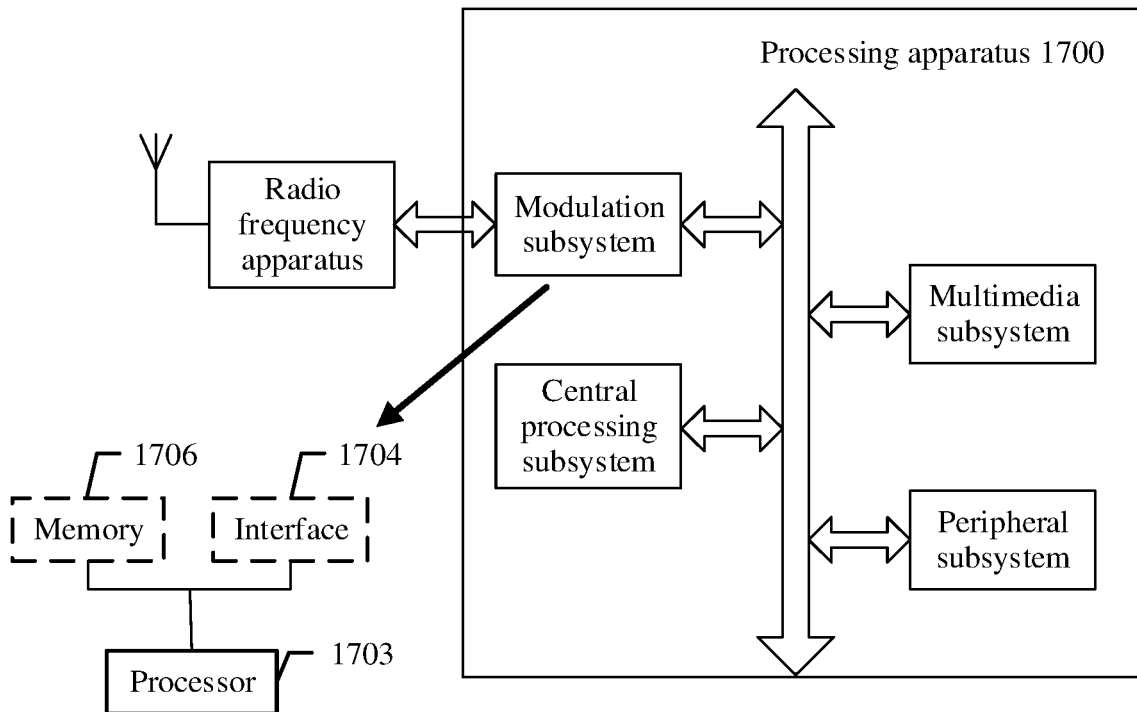 Processing apparatus 1700
Radio
frequency
apparatus
Modulation
subsystem
Multimedia
subsystem
Central
processing
subsystem
1706
1704
Memory
Interface
Peripheral
subsystem
1703
Processor